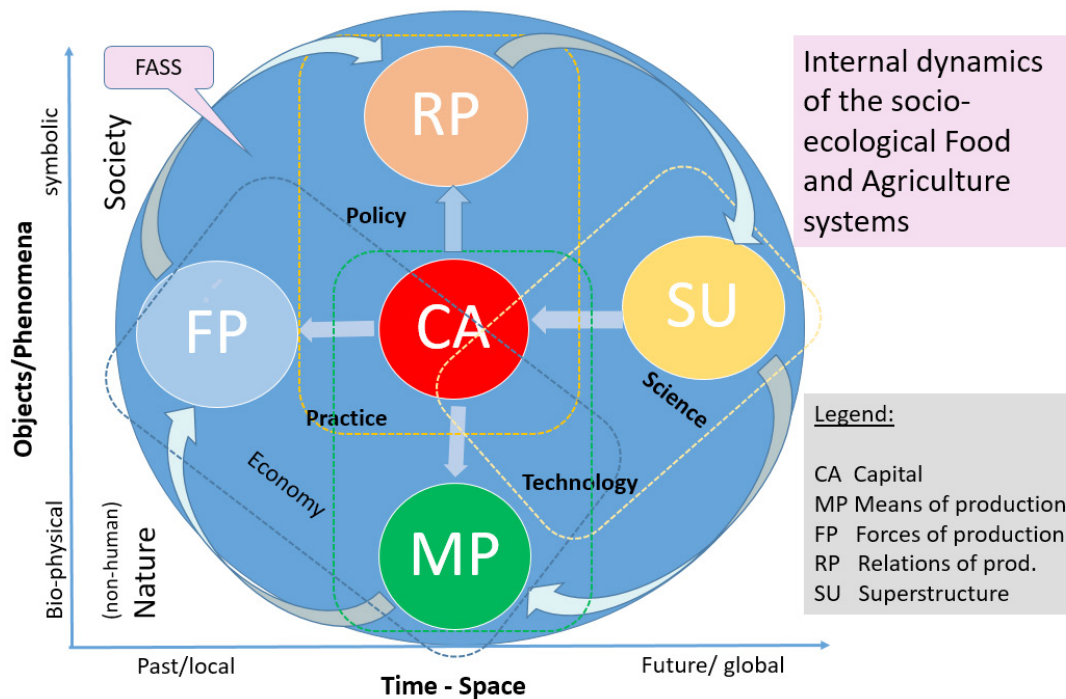 FASS
RP
Internal dynamics
of the socio-
ecological Food
and Agriculture
systems
symbolic
Society
Policy
Objects/Phenomena
FP
CA
SU
Science
Practice
Economy
Technology
MP
Bio-physical
(non-human)
Nature
Legend:
CA Capital
MP Means of production
FP Forces of production
RP Relations of prod.
SU Superstructure
Past/local
Time - Space
Future/ global